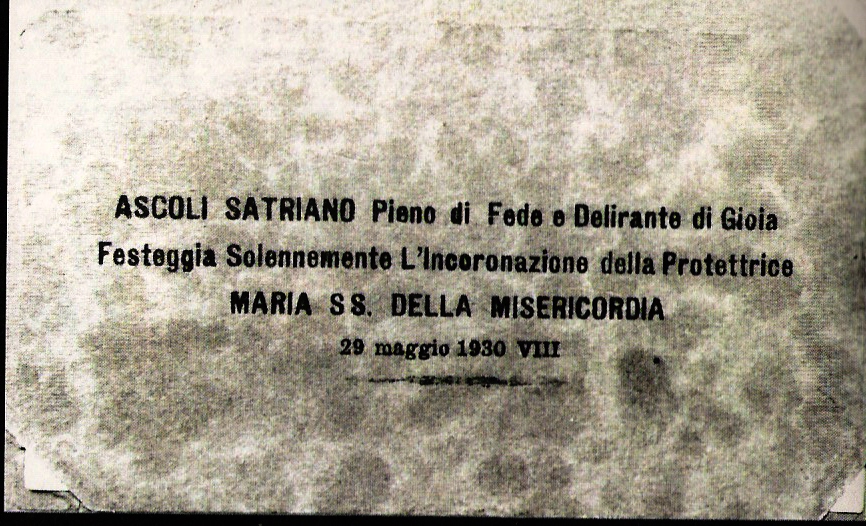 ASCOLI SATRIANO Pieno di Fede e Delirante di Gioia
Festeggia Solennemente L'Incoronazione della Protettrice
MARIA SS. DELLA MISERICORDIA
29 maggio 1930 VIII